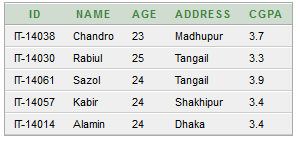 ID NAME AGE ADDRESS CGPA
IT-14038 Chandro 23 Madhupur 3.7
IT-14030 Rabiul 25 Tangail 3.3
IT-14061 Sazol 24 Tangail 3.9
IT-14057 Kabir 24 Shakhipur 3.4
IT-14014 Alamin 24 Dhaka 3.4